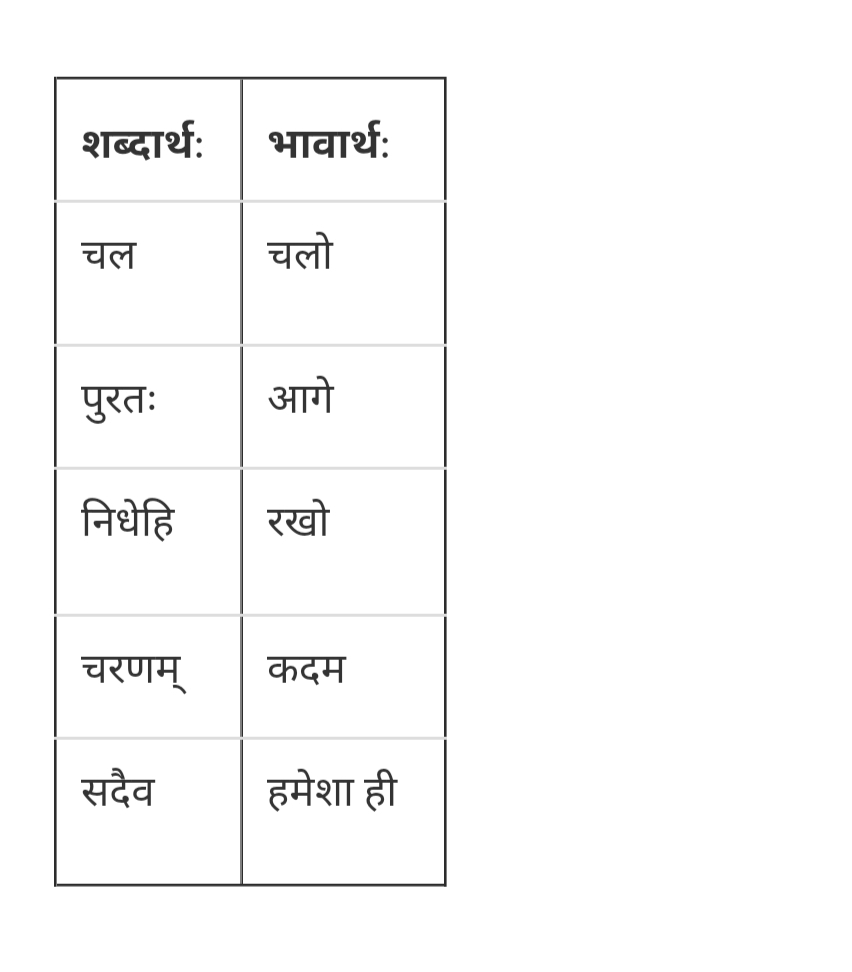 शब्दार्थ: भावार्थ:
चल चलो
पुरतः आगे
निधेहि रखो
चरणम् कदम
सदैव हमेशा ही